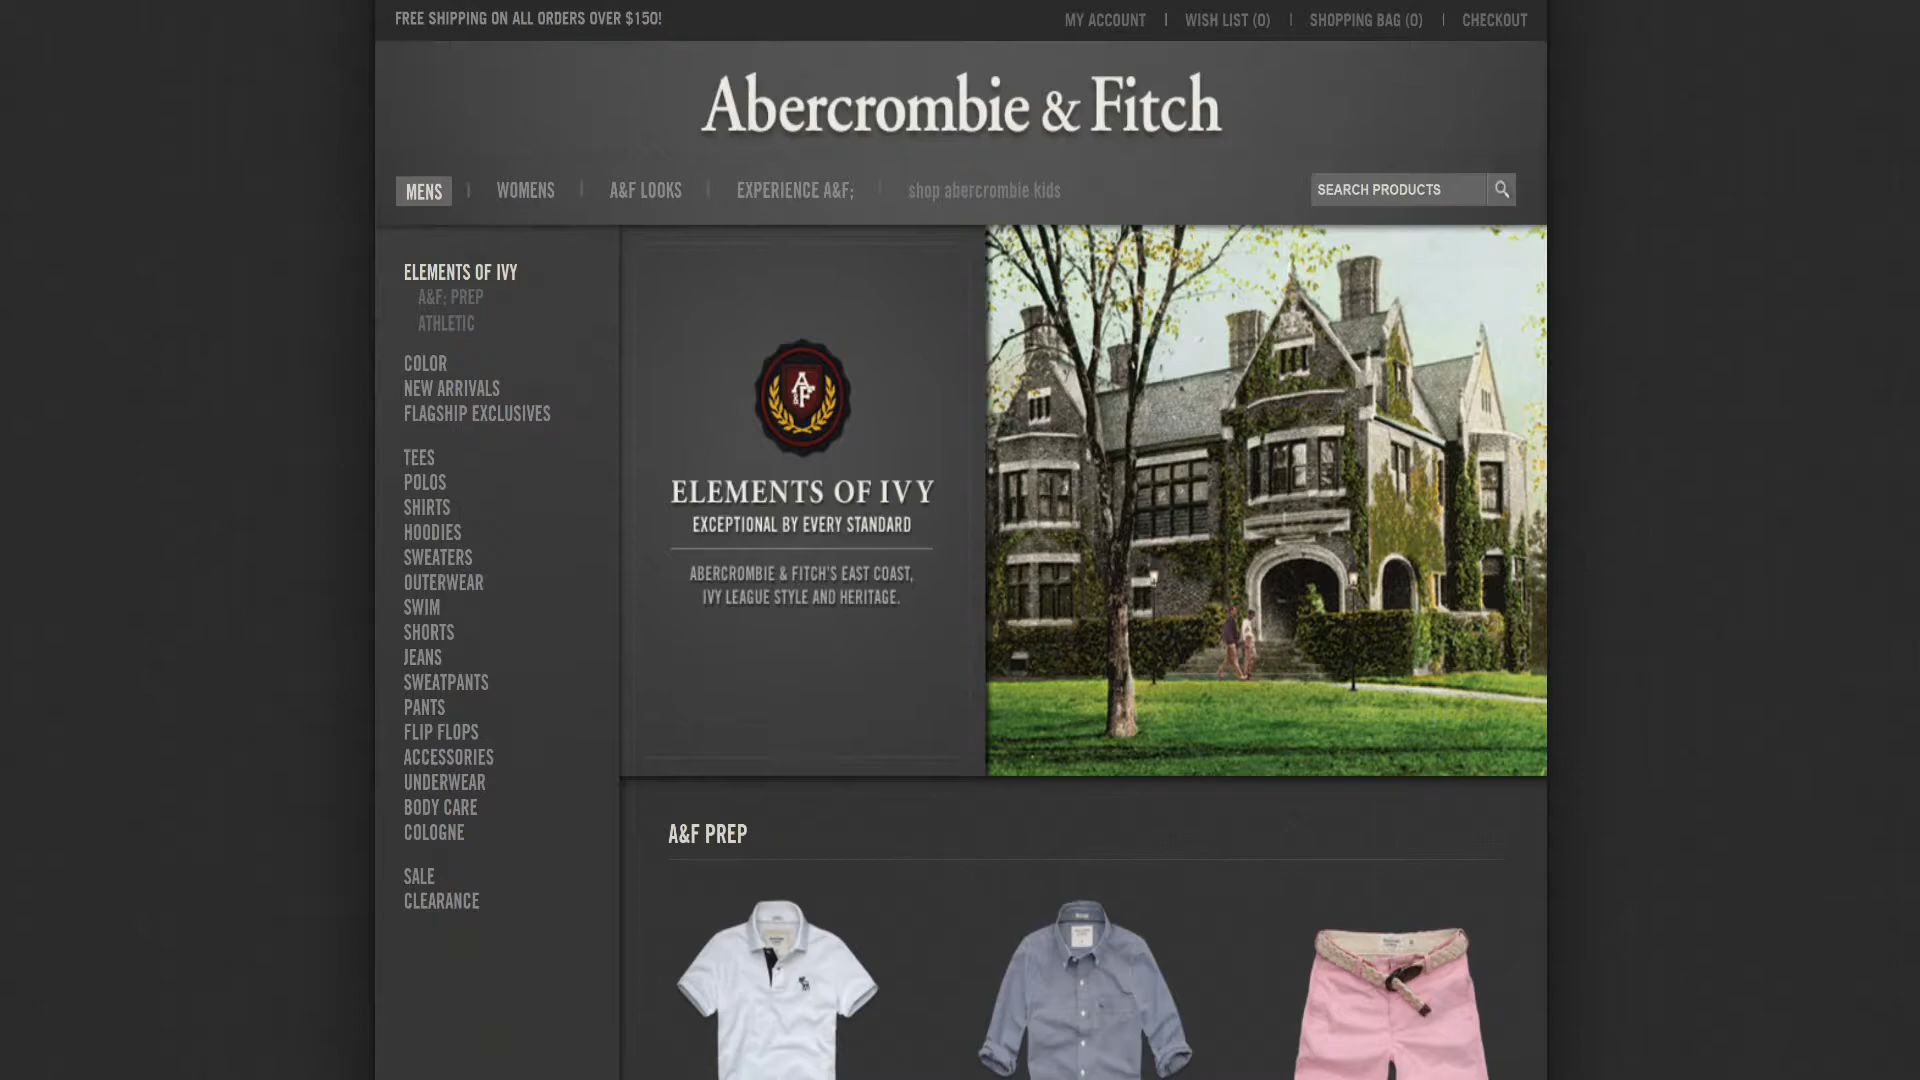 FREE SHIPPING ON ALL ORDERS OVER $150!
MY ACCOUNT | WISH LIST (0) | SHOPPING BAG (0) | CHECKOUT
Abercrombie & Fitch
MENS | WOMENS | A&F LOOKS | EXPERIENCE A&F; | shop abercrombie kids
SEARCH PRODUCTS
ELEMENTS OF IVY
A&F; PREP
ATHLETIC
COLOR
NEW ARRIVALS
FLAGSHIP EXCLUSIVES
TEES
POLOS
SHIRTS
HOODIES
SWEATERS
OUTERWEAR
SWIM
SHORTS
JEANS
SWEATPANTS
PANTS
FLIP FLOPS
ACCESSORIES
UNDERWEAR
BODY CARE
COLOGNE
SALE
CLEARANCE
A&F
ELEMENTS OF IVY
EXCEPTIONAL BY EVERY STANDARD
ABERCROMBIE & FITCH'S EAST COAST,
IVY LEAGUE STYLE AND HERITAGE.
A&F PREP